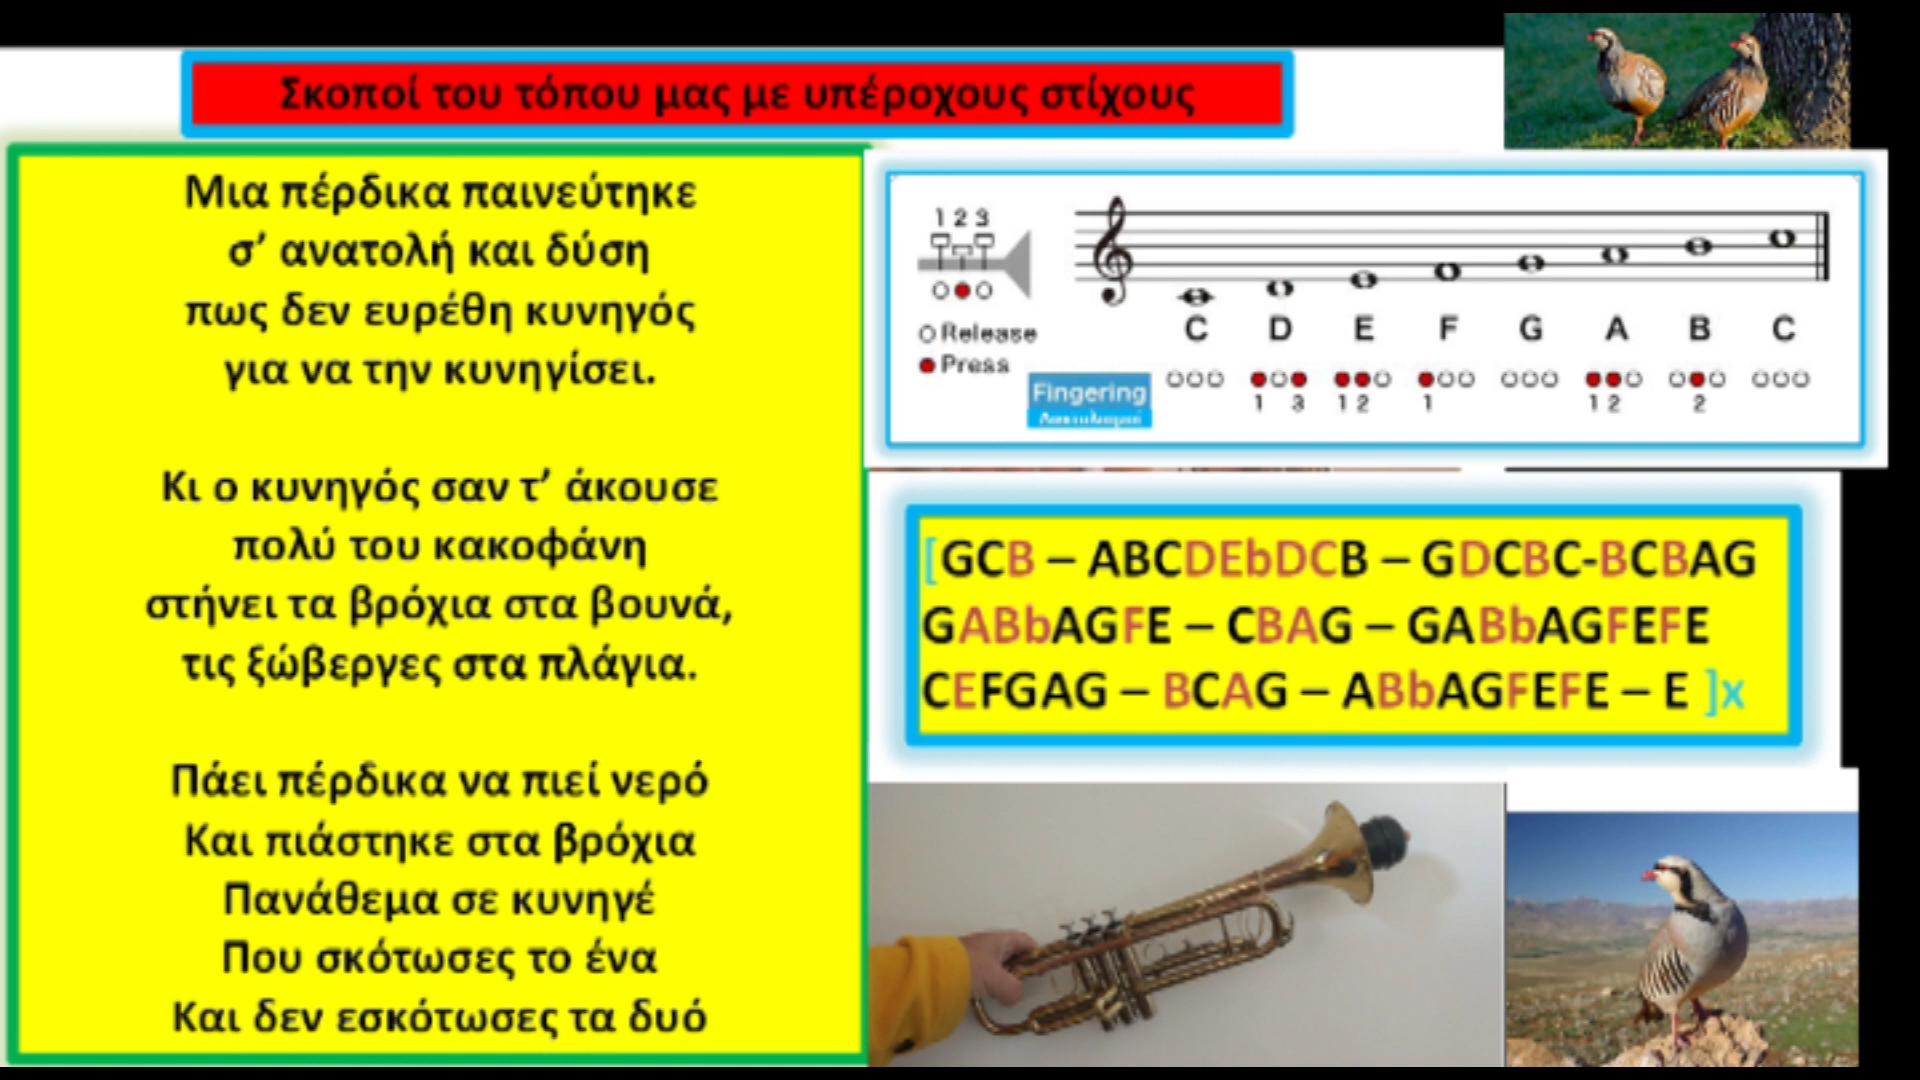 Σκοποί του τόπου μας με υπέροχους στίχους
Μια πέρδικα παινεύτηκε
σ’ ανατολή και δύση
πως δεν ευρέθη κυνηγός
για να την κυνηγίσει.
Κι ο κυνηγός σαν τ’ άκουσε
πολύ του κακοφάνη
στήνει τα βρόχια στα βουνά,
τις ξώβεργες στα πλάγια.
Πάει πέρδικα να πιεί νερό
Και πιάστηκε στα βρόχια
Πανάθεμα σε κυνηγέ
Που σκότωσες το ένα
Και δεν εσκότωσες τα δυό
1 2 3
Release
Press
C D E F G A B C
Fingering
Δακτυλισμοί
1 3 1 2 1 1 2 2
[GCB – ABCDEbDCB – GDCBC-BCBAG
GABbAGFE – CBAG – GABbAGFEFE
CEFGAG – BCAG – ABbAGFEFE – E ]x